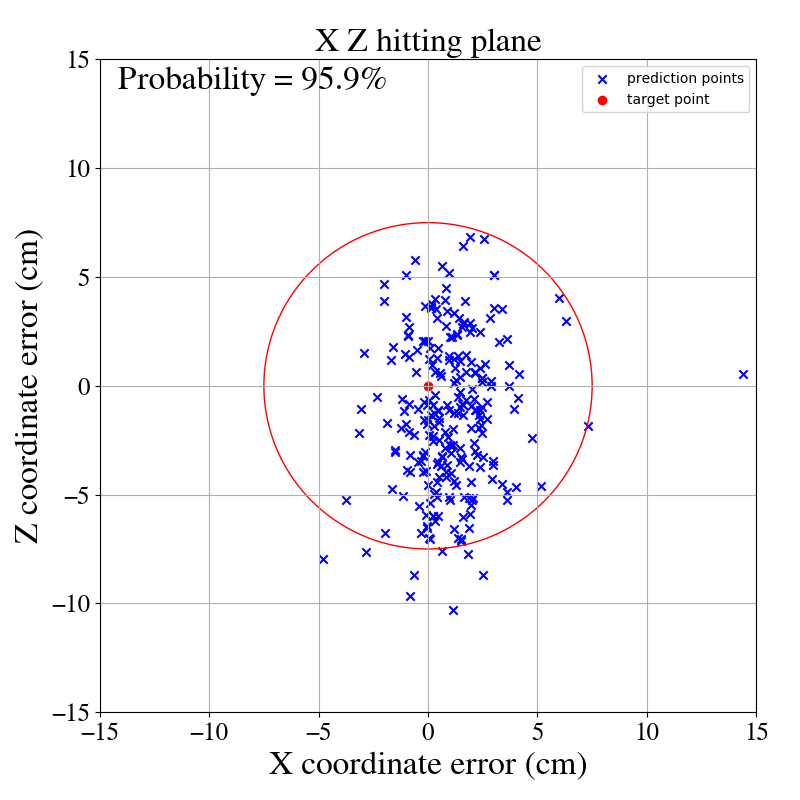 X Z hitting plane
Probability = 95.9%
prediction points
target point
15
10
5
0
−5
−10
−15
−15
−10
−5
0
5
10
15
Z coordinate error (cm)
X coordinate error (cm)